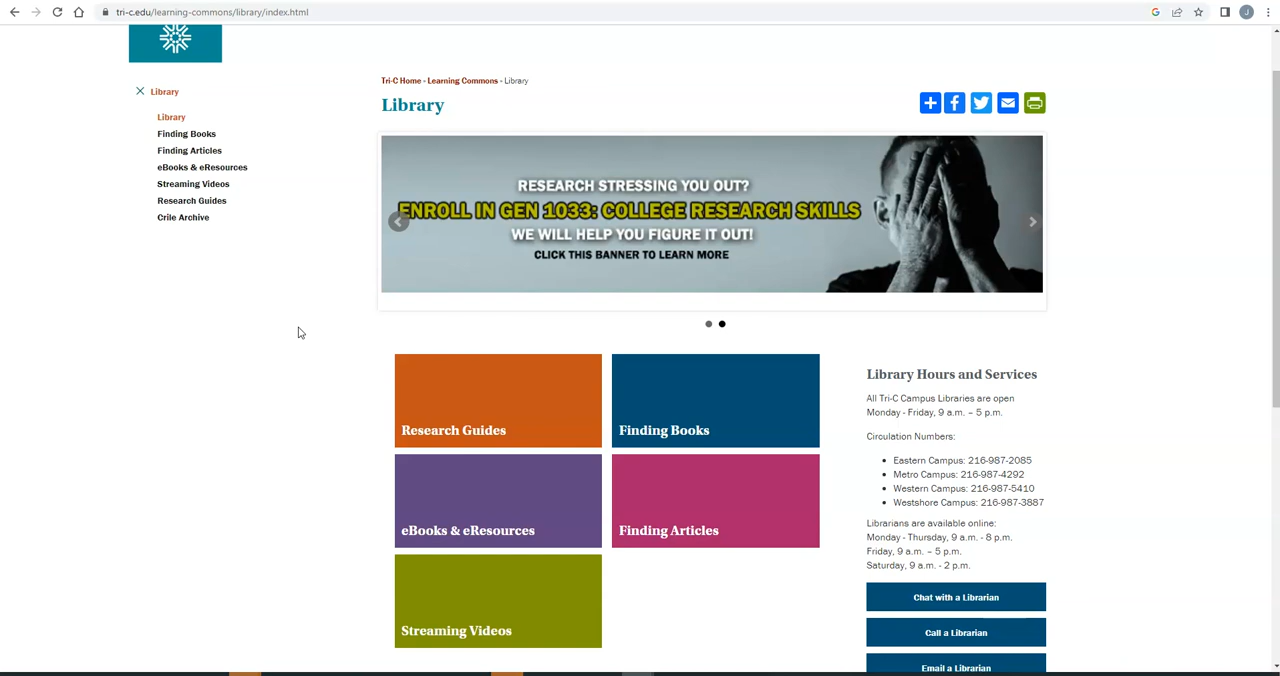 tri-c.edu/learning-commons/library/index.html
G
J
Library
Library
Finding Books
Finding Articles
eBooks & eResources
Streaming Videos
Research Guides
Crile Archive
Tri-C Home - Learning Commons - Library
Library
RESEARCH STRESSING YOU OUT?
ENROLL IN GEN 1033: COLLEGE RESEARCH SKILLS
WE WILL HELP YOU FIGURE IT OUT!
CLICK THIS BANNER TO LEARN MORE
Research Guides
Finding Books
eBooks & eResources
Finding Articles
Streaming Videos
Library Hours and Services
All Tri-C Campus Libraries are open
Monday - Friday, 9 a.m. – 5 p.m.
Circulation Numbers:
Eastern Campus: 216-987-2085
Metro Campus: 216-987-4292
Western Campus: 216-987-5410
Westshore Campus: 216-987-3887
Librarians are available online:
Monday - Thursday, 9 a.m. - 8 p.m.
Friday, 9 a.m. – 5 p.m.
Saturday, 9 a.m. - 2 p.m.
Chat with a Librarian
Call a Librarian
Email a Librarian